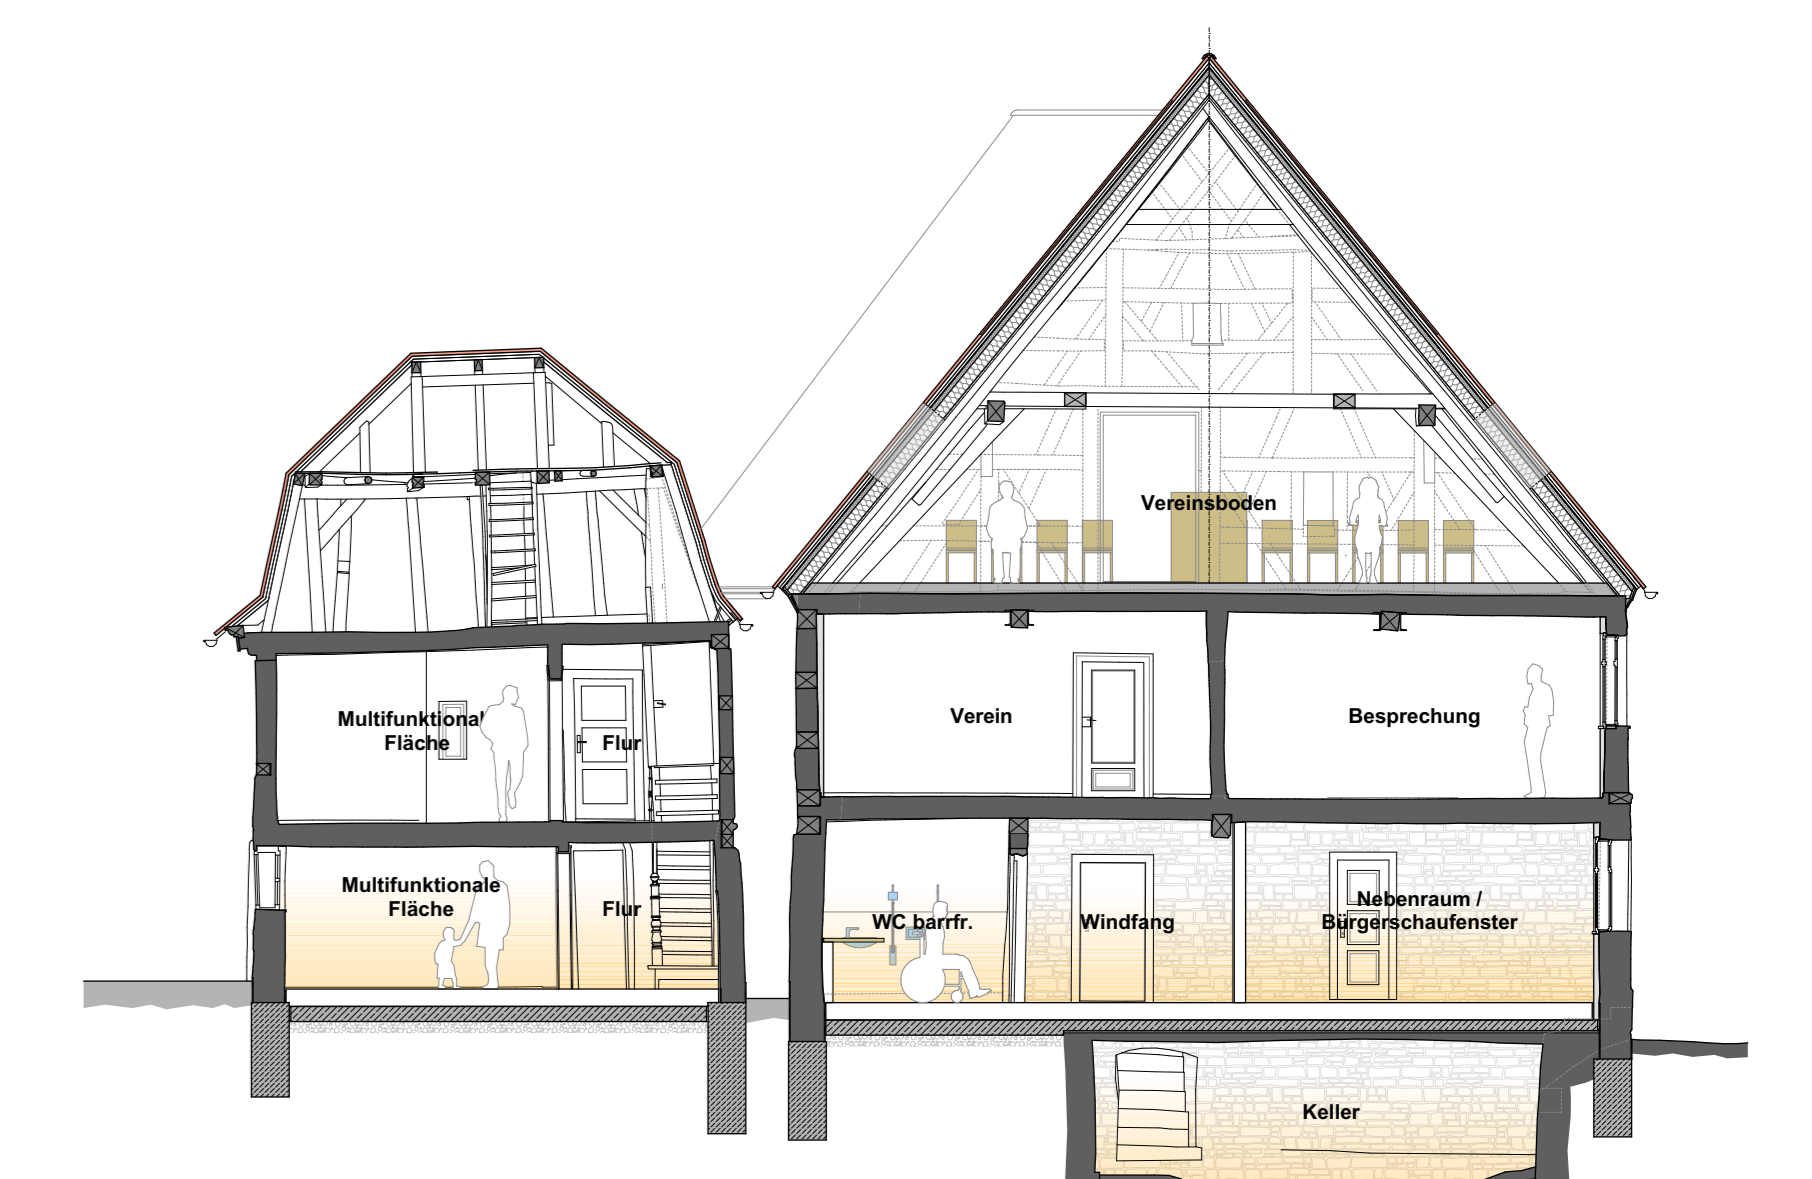 Vereinsboden
Multifunktional
Fläche
Flur
Verein
Besprechung
Multifunktionale
Fläche
Flur
WC barrfr.
Windfang
Nebenraum /
Bürgerschaufenster
Keller